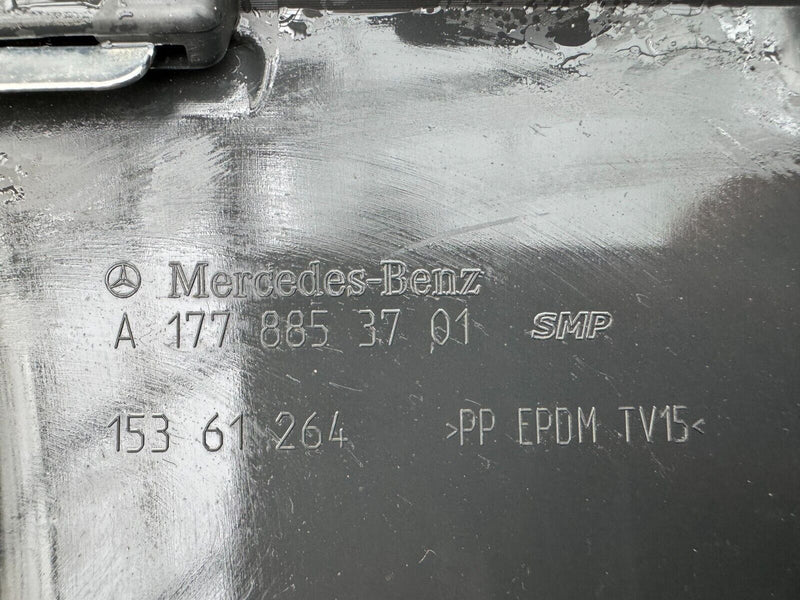 Mercedes-Benz
A 177 885 37 01 SMP
153 61 264 >PP EPDM TV15<